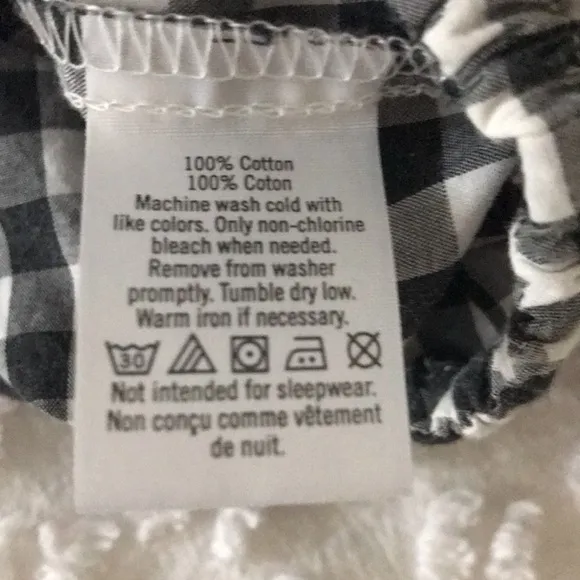 100% Cotton
100% Coton
Machine wash cold with
like colors. Only non-chlorine
bleach when needed.
Remove from washer
promptly. Tumble dry low.
Warm iron if necessary.
30
Not intended for sleepwear.
Non conçu comme vêtement
de nuit.